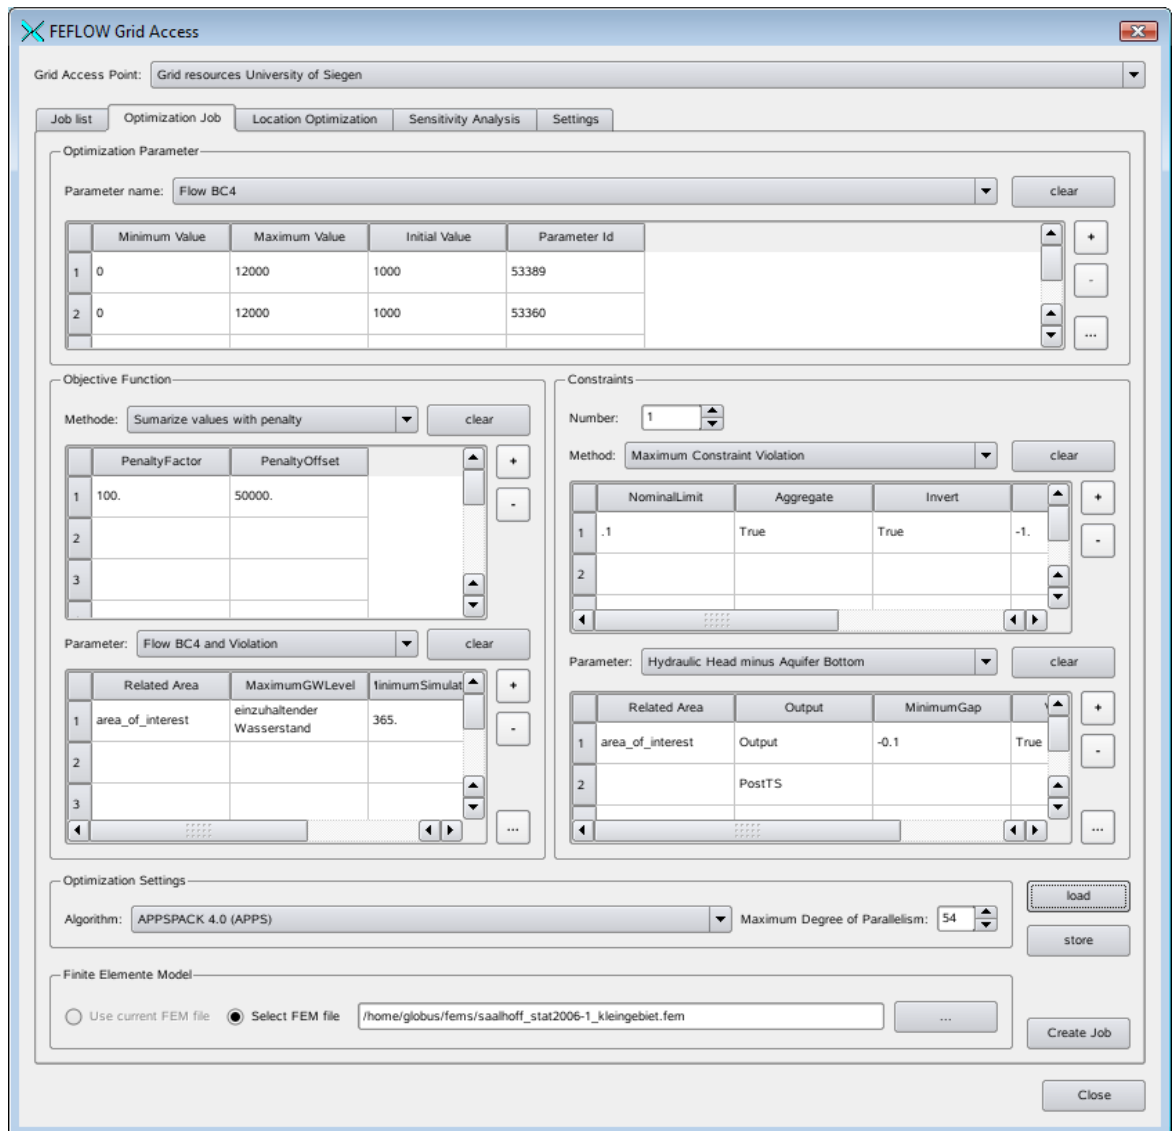 FEFLOW Grid Access
Grid Access Point: Grid resources University of Siegen
Job list Optimization Job Location Optimization Sensitivity Analysis Settings
Optimization Parameter
Parameter name: Flow BC4 clear
Minimum Value Maximum Value Initial Value Parameter Id
1 0 12000 1000 53389
2 0 12000 1000 53360
+
-
...
Objective Function
Methode: Sumarize values with penalty clear
PenaltyFactor PenaltyOffset
1 100. 50000.
2
3
+
-
Parameter: Flow BC4 and Violation clear
Related Area MaximumGWLevel MinimumSimulat
1 area_of_interest einzuhaltender Wasserstand 365.
2
3
+
-
...
Constraints
Number: 1
Method: Maximum Constraint Violation clear
NominalLimit Aggregate Invert
1 .1 True True -1.
2
+
-
Parameter: Hydraulic Head minus Aquifer Bottom clear
Related Area Output MinimumGap
1 area_of_interest Output -0.1 True
2 PostTS
+
-
...
Optimization Settings
Algorithm: APPSPACK 4.0 (APPS) Maximum Degree of Parallelism: 54
load
store
Finite Elemente Model
Use current FEM file Select FEM file /home/globus/fems/saalhoff_stat2006-1_kleingebiet.fem ...
Create Job
Close